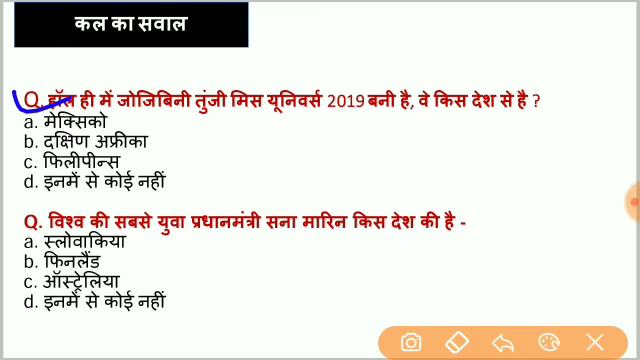 कल का सवाल
Q. हॉल ही में जोजिबिनी तुंजी मिस यूनिवर्स 2019 बनी है, वे किस देश से है ?
a. मेक्सिको
b. दक्षिण अफ्रीका
c. फिलीपीन्स
d. इनमें से कोई नहीं
Q. विश्व की सबसे युवा प्रधानमंत्री सना मारिन किस देश की है -
a. स्लोवाकिया
b. फिनलैंड
c. ऑस्ट्रेलिया
d. इनमें से कोई नहीं